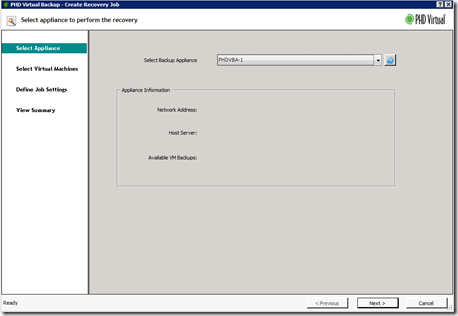 PHD Virtual Backup - Create Recovery Job
Select appliance to perform the recovery
PHD Virtual
Select Appliance
Select Virtual Machines
Define Job Settings
View Summary
Select Backup Appliance
PHDVBA-1
Appliance Information
Network Address:
Host Server:
Available VM Backups:
Ready
< Previous
Next >
Cancel